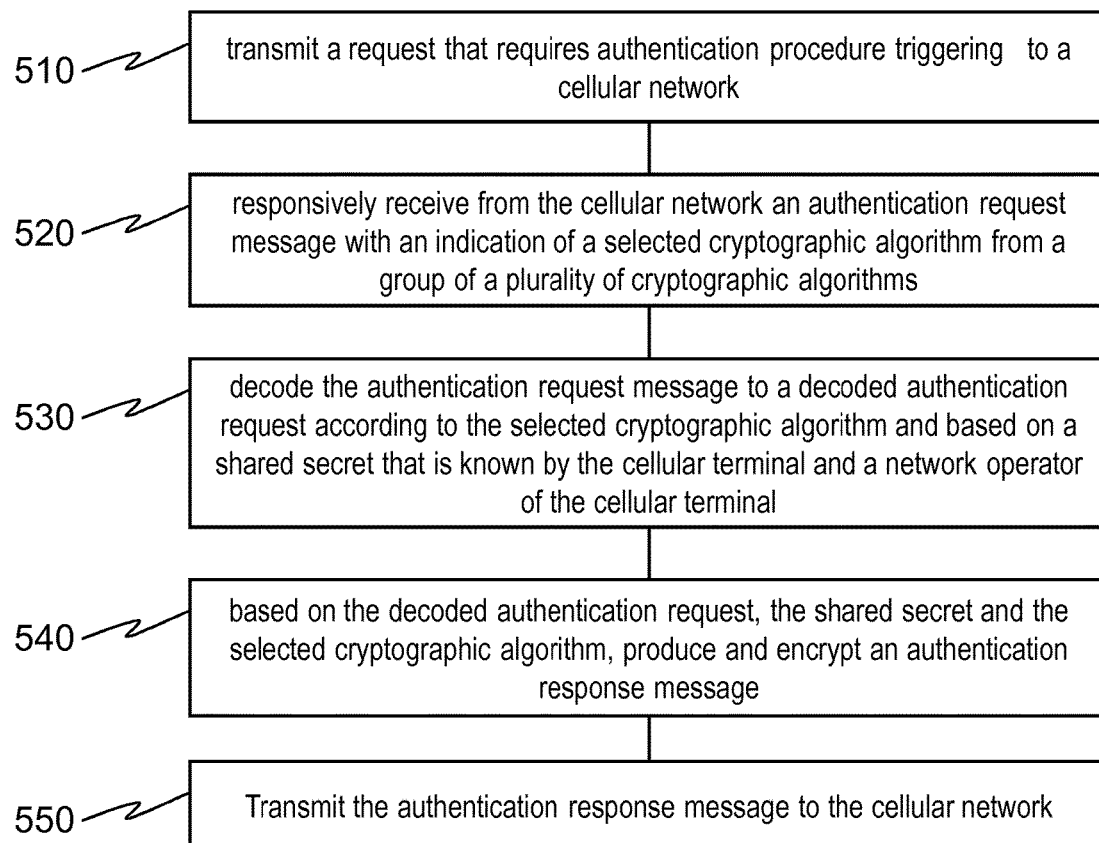 510
transmit a request that requires authentication procedure triggering to a
cellular network
520
responsively receive from the cellular network an authentication request
message with an indication of a selected cryptographic algorithm from a
group of a plurality of cryptographic algorithms
530
decode the authentication request message to a decoded authentication
request according to the selected cryptographic algorithm and based on a
shared secret that is known by the cellular terminal and a network operator
of the cellular terminal
540
based on the decoded authentication request, the shared secret and the
selected cryptographic algorithm, produce and encrypt an authentication
response message
550
Transmit the authentication response message to the cellular network